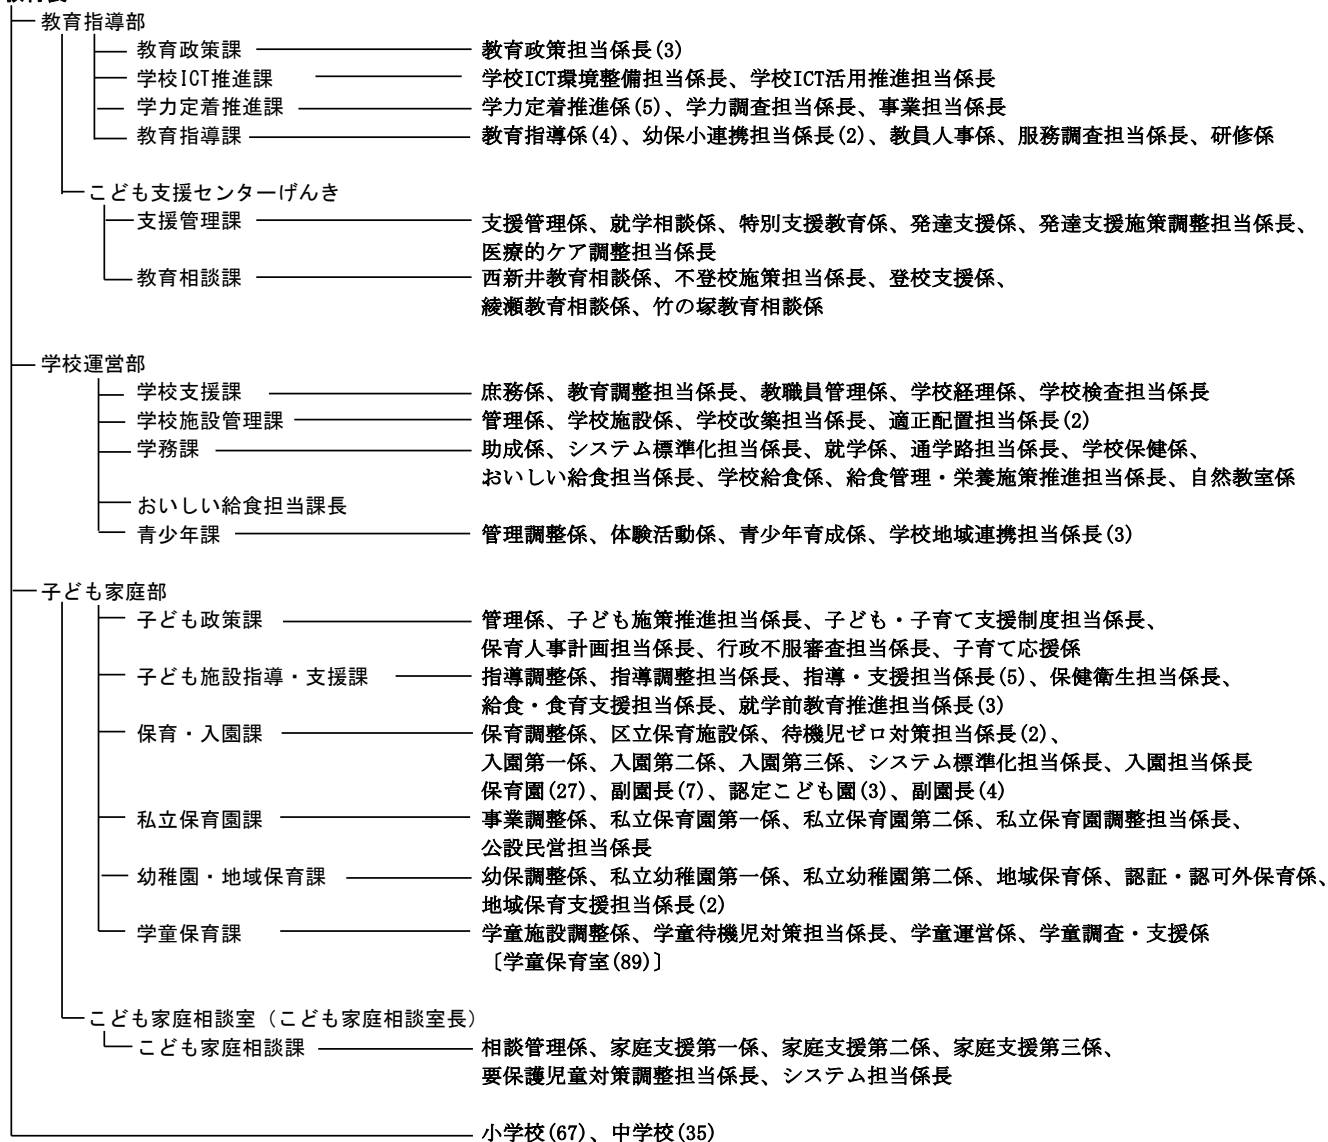 教育指導部
教育政策課 教育政策担当係長(3)
学校ICT推進課 学校ICT環境整備担当係長、学校ICT活用推進担当係長
学力定着推進課 学力定着推進係(5)、学力調査担当係長、事業担当係長
教育指導課 教育指導係(4)、幼保小連携担当係長(2)、教員人事係、服務調査担当係長、研修係
こども支援センターげんき
支援管理課 支援管理係、就学相談係、特別支援教育係、発達支援係、発達支援施策調整担当係長、
医療的ケア調整担当係長
教育相談課 西新井教育相談係、不登校施策担当係長、登校支援係、
綾瀬教育相談係、竹の塚教育相談係
学校運営部
学校支援課 庶務係、教育調整担当係長、教職員管理係、学校経理係、学校検査担当係長
学校施設管理課 管理係、学校施設係、学校改築担当係長、適正配置担当係長(2)
学務課 助成係、システム標準化担当係長、就学係、通学路担当係長、学校保健係、
おいしい給食担当係長、学校給食係、給食管理・栄養施策推進担当係長、自然教室係
おいしい給食担当課長
青少年課 管理調整係、体験活動係、青少年育成係、学校地域連携担当係長(3)
子ども家庭部
子ども政策課 管理係、子ども施策推進担当係長、子ども・子育て支援制度担当係長、
保育人事計画担当係長、行政不服審査担当係長、子育て応援係
子ども施設指導・支援課 指導調整係、指導調整担当係長、指導・支援担当係長(5)、保健衛生担当係長、
給食・食育支援担当係長、就学前教育推進担当係長(3)
保育・入園課 保育調整係、区立保育施設係、待機児ゼロ対策担当係長(2)、
入園第一係、入園第二係、入園第三係、システム標準化担当係長、入園担当係長
保育園(27)、副園長(7)、認定こども園(3)、副園長(4)
私立保育園課 事業調整係、私立保育園第一係、私立保育園第二係、私立保育園調整担当係長、
公設民営担当係長
幼稚園・地域保育課 幼保調整係、私立幼稚園第一係、私立幼稚園第二係、地域保育係、認証・認可外保育係、
地域保育支援担当係長(2)
学童保育課 学童施設調整係、学童待機児対策担当係長、学童運営係、学童調査・支援係
〔学童保育室(89)〕
こども家庭相談室(こども家庭相談室長)
こども家庭相談課 相談管理係、家庭支援第一係、家庭支援第二係、家庭支援第三係、
要保護児童対策調整担当係長、システム担当係長
小学校(67)、中学校(35)